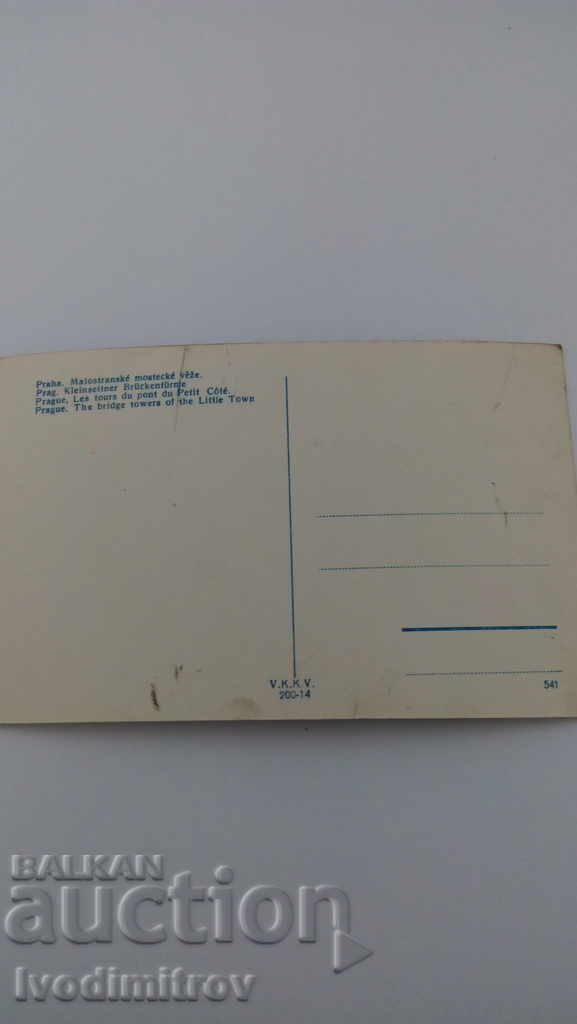 Praha. Malostranské mostecké věže.
Prag. Kleinseitner Brückentürme
Prague. Les tours du pont du Petit Côté.
Prague. The bridge towers of the Little Town
V.K.K.V.
200-14
541
BALKAN
auction
Ivodimitrov